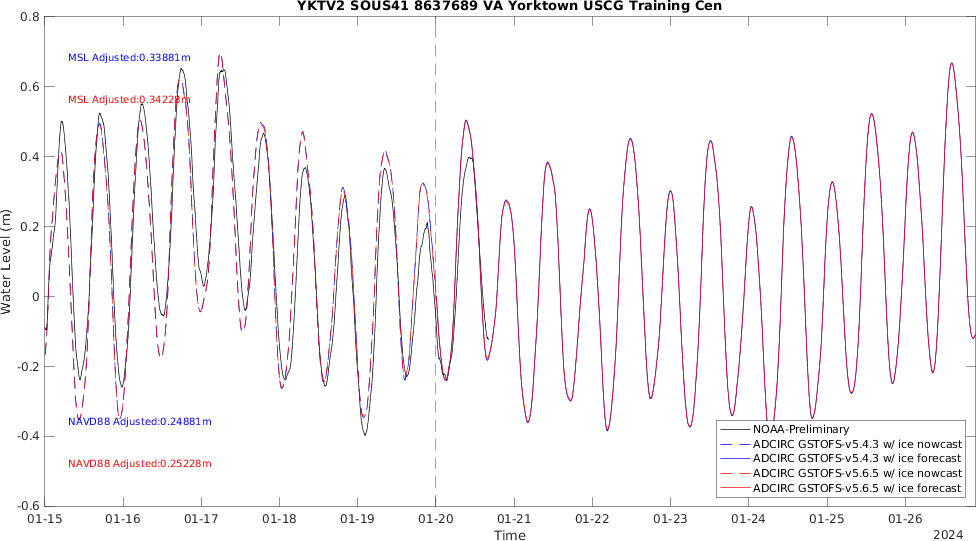 YKTV2 SOUS41 8637689 VA Yorktown USCG Training Cen
0.8
0.6
0.4
0.2
0
-0.2
-0.4
-0.6
Water Level (m)
MSL Adjusted:0.33881m
MSL Adjusted:0.34228m
NAVD88 Adjusted:0.24881m
NAVD88 Adjusted:0.25228m
NOAA-Preliminary
ADCIRC GSTOFS-v5.4.3 w/ ice nowcast
ADCIRC GSTOFS-v5.4.3 w/ ice forecast
ADCIRC GSTOFS-v5.6.5 w/ ice nowcast
ADCIRC GSTOFS-v5.6.5 w/ ice forecast
01-15 01-16 01-17 01-18 01-19 01-20 01-21 01-22 01-23 01-24 01-25 01-26
Time
2024